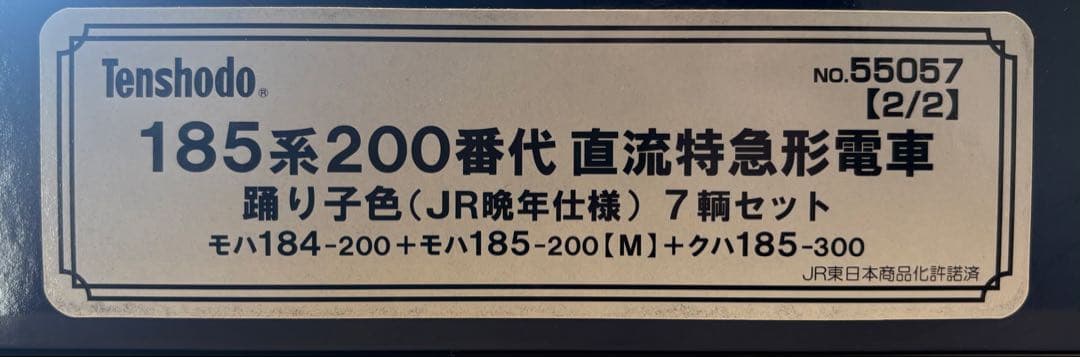 Tenshodo®
NO.55057
【2/2】
185系200番代 直流特急形電車
踊り子色(JR晩年仕様) 7輌セット
モハ184-200+モハ185-200【M】+クハ185-300
JR東日本商品化許諾済